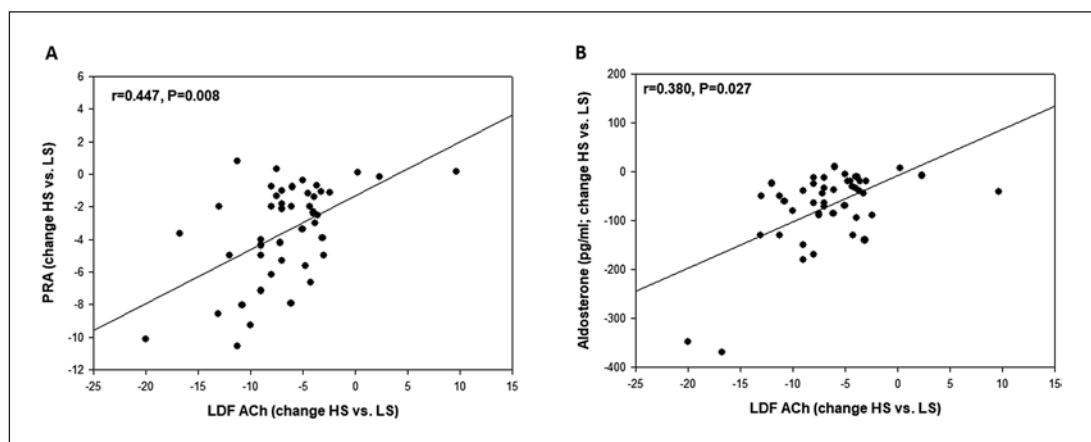 A
r=0.447, P=0.008
PRA (change HS vs. LS)
6
4
2
0
-2
-4
-6
-8
-10
-12
-25 -20 -15 -10 -5 0 5 10 15
LDF ACh (change HS vs. LS)
B
r=0.380, P=0.027
Aldosterone (pg/ml; change HS vs. LS)
200
100
0
-100
-200
-300
-400
-25 -20 -15 -10 -5 0 5 10 15
LDF ACh (change HS vs. LS)